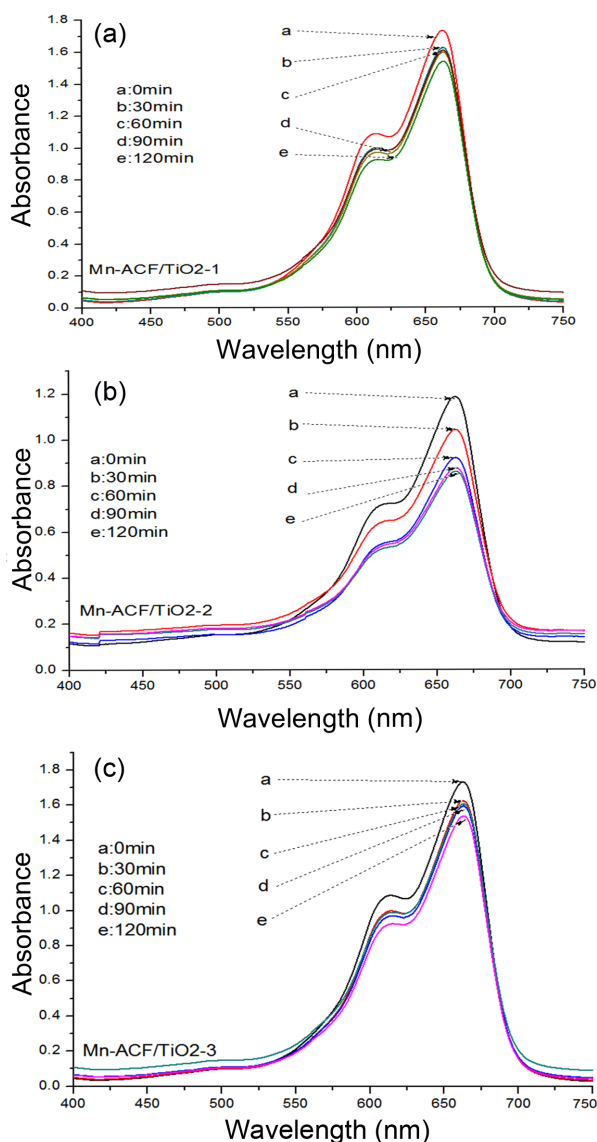 (a)
Absorbance
1.8
1.6
1.4
1.2
1.0
0.8
0.6
0.4
0.2
0.0
a
b
c
d
e
a:0min
b:30min
c:60min
d:90min
e:120min
Mn-ACF/TiO2-1
400 450 500 550 600 650 700 750
Wavelength (nm)
(b)
Absorbance
1.2
1.0
0.8
0.6
0.4
0.2
0.0
a
b
c
d
e
a:0min
b:30min
c:60min
d:90min
e:120min
Mn-ACF/TiO2-2
400 450 500 550 600 650 700 750
Wavelength (nm)
(c)
Absorbance
1.8
1.6
1.4
1.2
1.0
0.8
0.6
0.4
0.2
0.0
a
b
c
d
e
a:0min
b:30min
c:60min
d:90min
e:120min
Mn-ACF/TiO2-3
400 450 500 550 600 650 700 750
Wavelength (nm)